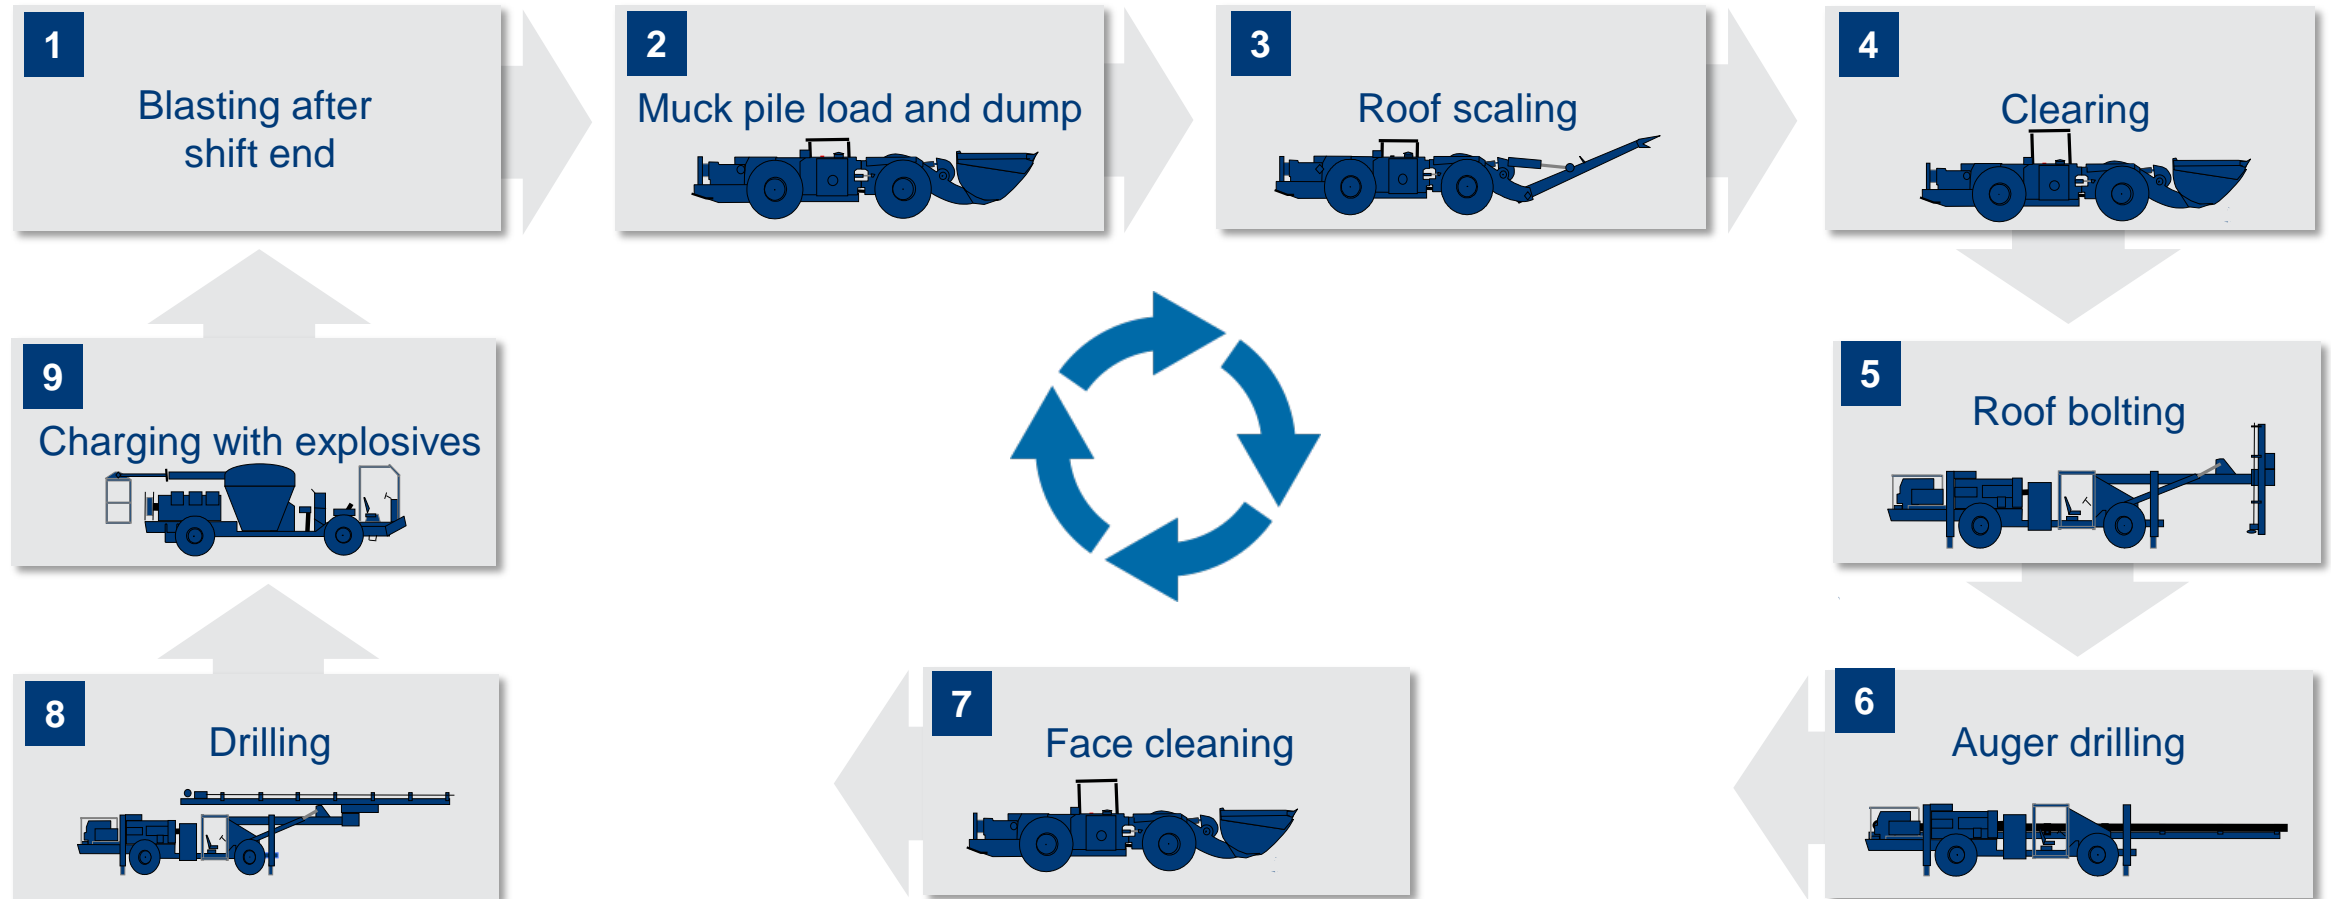 1
Blasting after
shift end
2
Muck pile load and dump
3
Roof scaling
4
Clearing
5
Roof bolting
6
Auger drilling
7
Face cleaning
8
Drilling
9
Charging with explosives